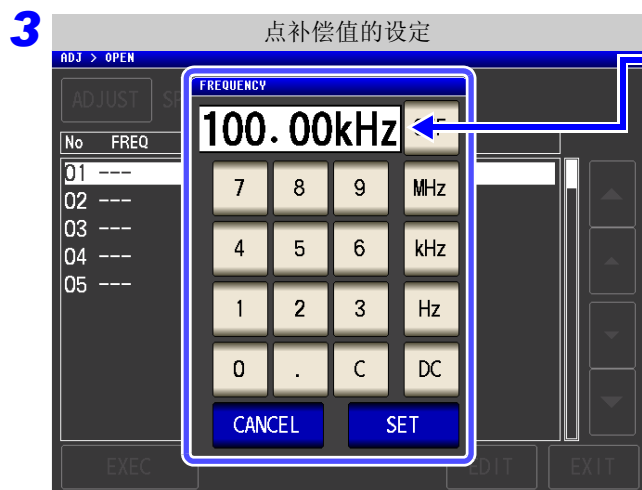 3
点补偿值的设定
ADJ > OPEN
ADJUST
FREQUENCY
100.00kHz
No FREQ
01 ---
02 ---
03 ---
04 ---
05 ---
7 8 9 MHz
4 5 6 kHz
1 2 3 Hz
0 . C DC
CANCEL SET
EXEC EDIT EXIT